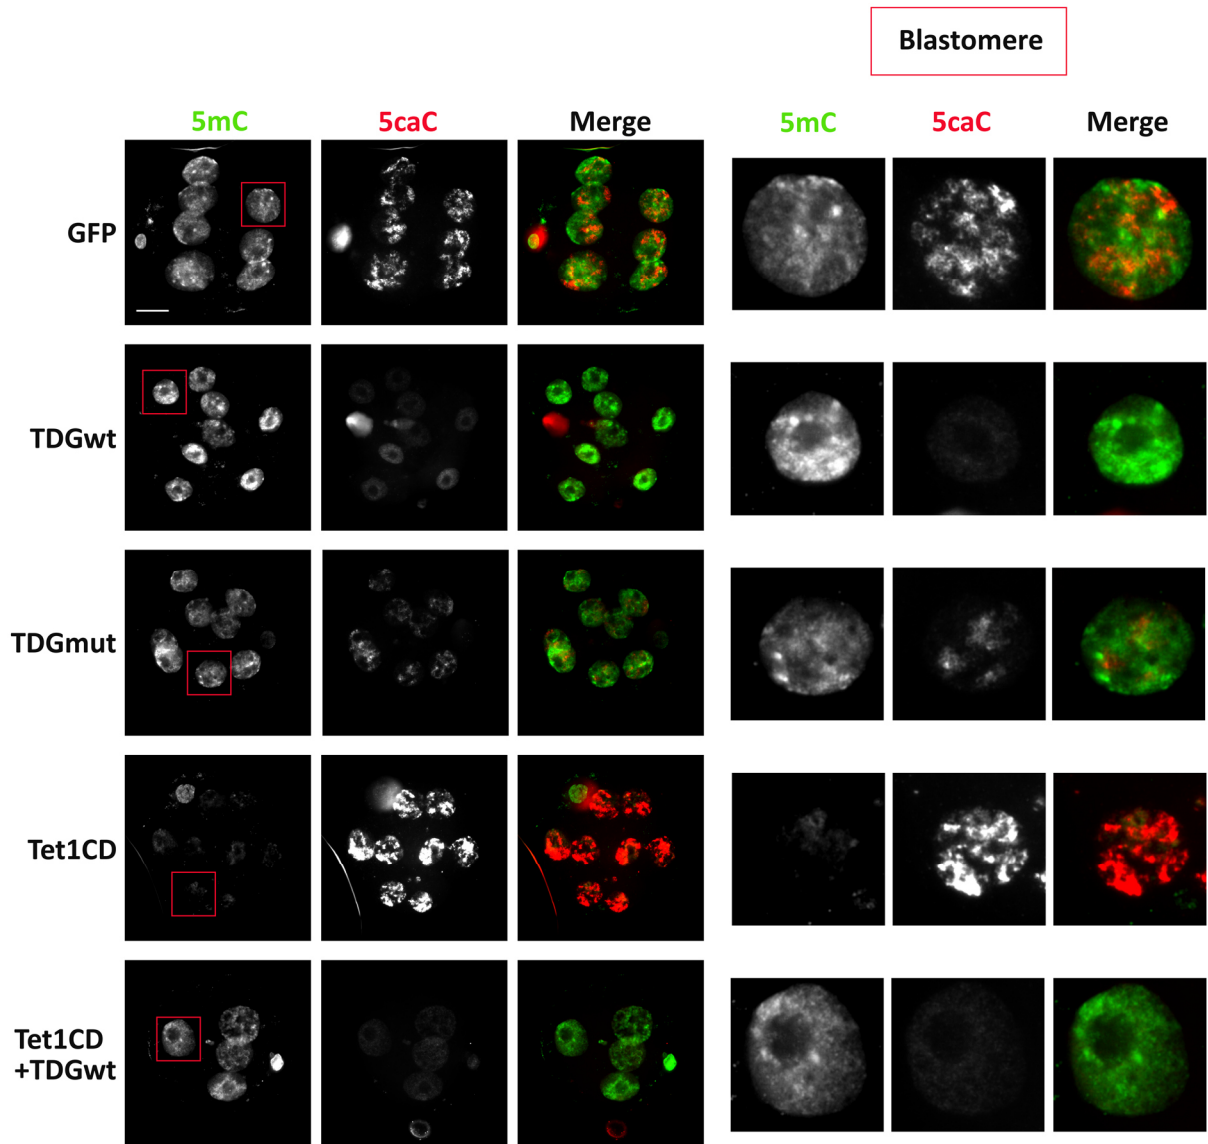 Blastomere
5mC 5caC Merge 5mC 5caC Merge
GFP
TDGwt
TDGmut
Tet1CD
Tet1CD
+TDGwt